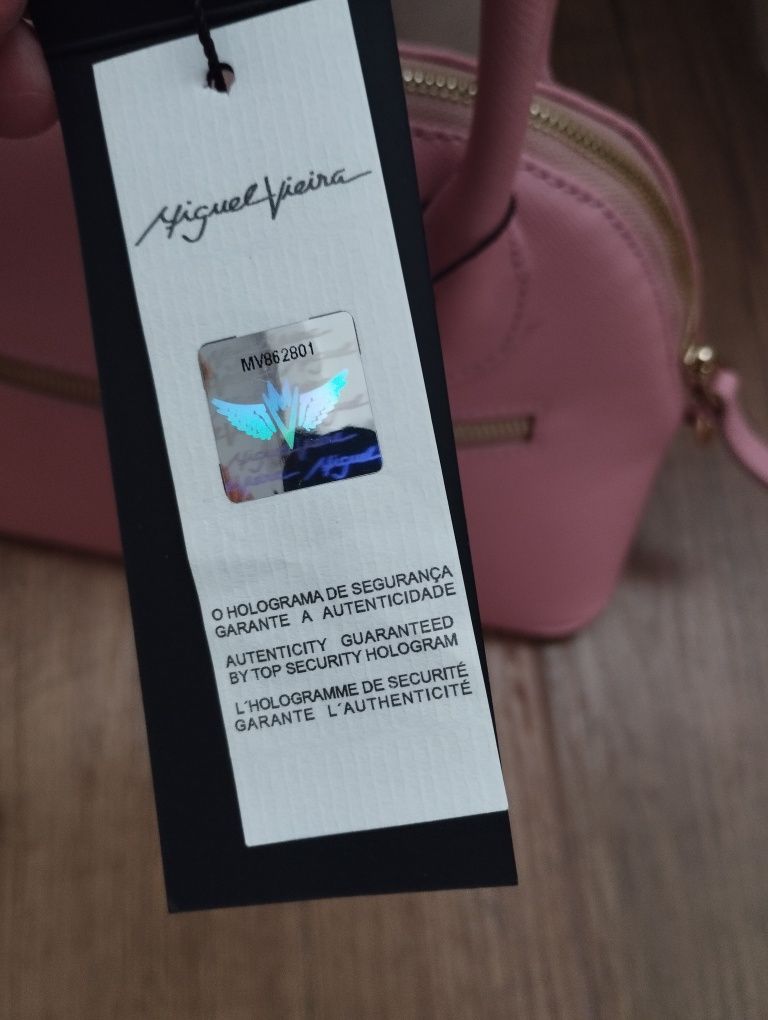 Miguel Vieira
MV862801
Miguel
O HOLOGRAMA DE SEGURANÇA
GARANTE A AUTENTICIDADE
AUTENTICITY GUARANTEED
BY TOP SECURITY HOLOGRAM
L´HOLOGRAMME DE SECURITÉ
GARANTE L´AUTHENTICITÉ